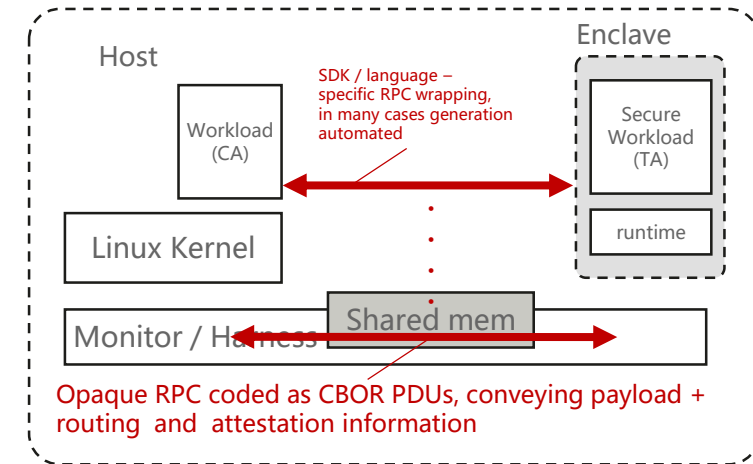 Host
Enclave
SDK / language –
specific RPC wrapping,
in many cases generation
automated
Workload
(CA)
Secure
Workload
(TA)
runtime
Linux Kernel
Shared mem
Monitor / Harness
Opaque RPC coded as CBOR PDUs, conveying payload +
routing and attestation information